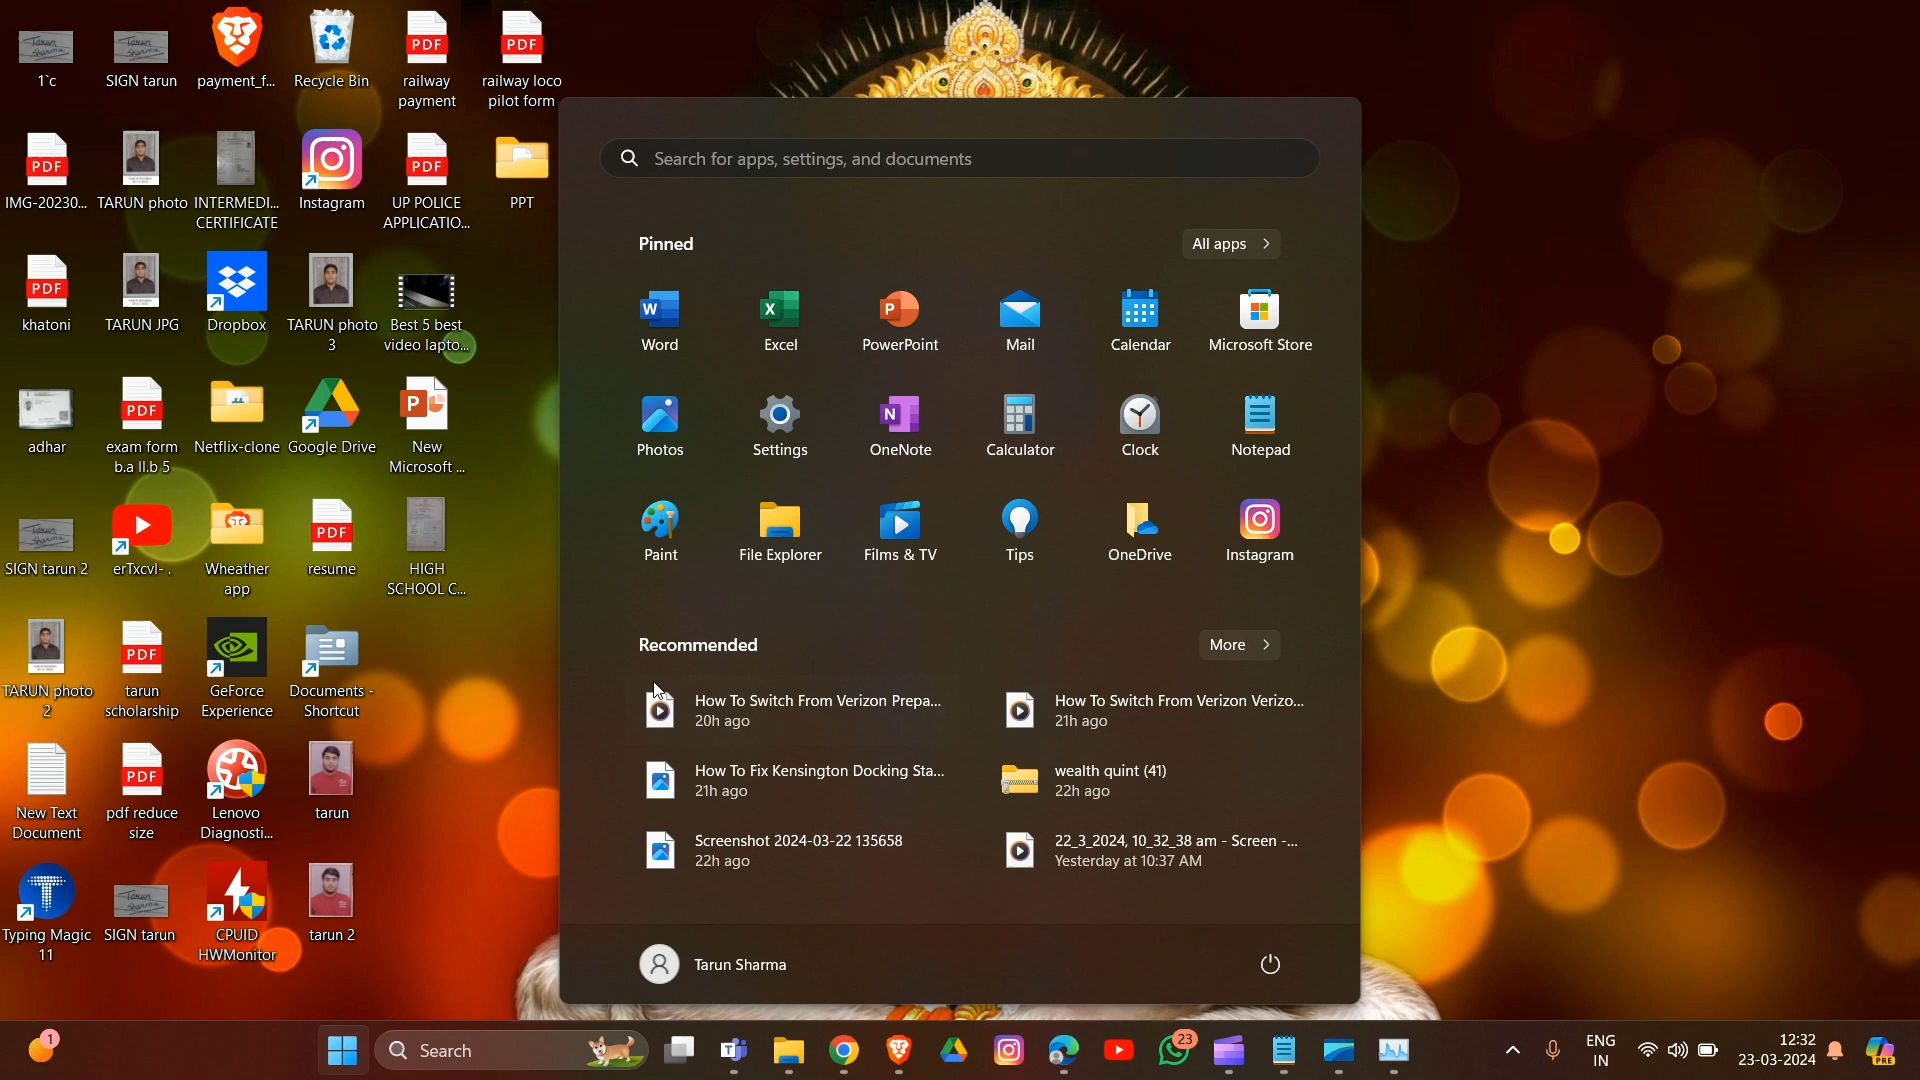 1`c
SIGN tarun
payment_f...
Recycle Bin
railway
payment
railway loco
pilot form
IMG-20230...
TARUN photo
INTERMEDI...
CERTIFICATE
Instagram
UP POLICE
APPLICATIO...
PPT
khatoni
TARUN JPG
Dropbox
TARUN photo
3
Best 5 best
video lapto...
adhar
exam form
b.a ll.b 5
Netflix-clone
Google Drive
New
Microsoft ...
SIGN tarun 2
erTxcvI- .
Wheather
app
resume
HIGH
SCHOOL C...
TARUN photo
2
tarun
scholarship
GeForce
Experience
Documents -
Shortcut
New Text
Document
pdf reduce
size
Lenovo
Diagnosti...
tarun
Typing Magic
11
SIGN tarun
CPUID
HWMonitor
tarun 2
Search for apps, settings, and documents
Pinned
All apps
Word
Excel
PowerPoint
Mail
Calendar
Microsoft Store
Photos
Settings
OneNote
Calculator
Clock
Notepad
Paint
File Explorer
Films & TV
Tips
OneDrive
Instagram
Recommended
More
How To Switch From Verizon Prepa...
20h ago
How To Switch From Verizon Verizo...
21h ago
How To Fix Kensington Docking Sta...
21h ago
wealth quint (41)
22h ago
Screenshot 2024-03-22 135658
22h ago
22_3_2024, 10_32_38 am - Screen -...
Yesterday at 10:37 AM
Tarun Sharma
1
Search
23
ENG
IN
12:32
23-03-2024
PRE